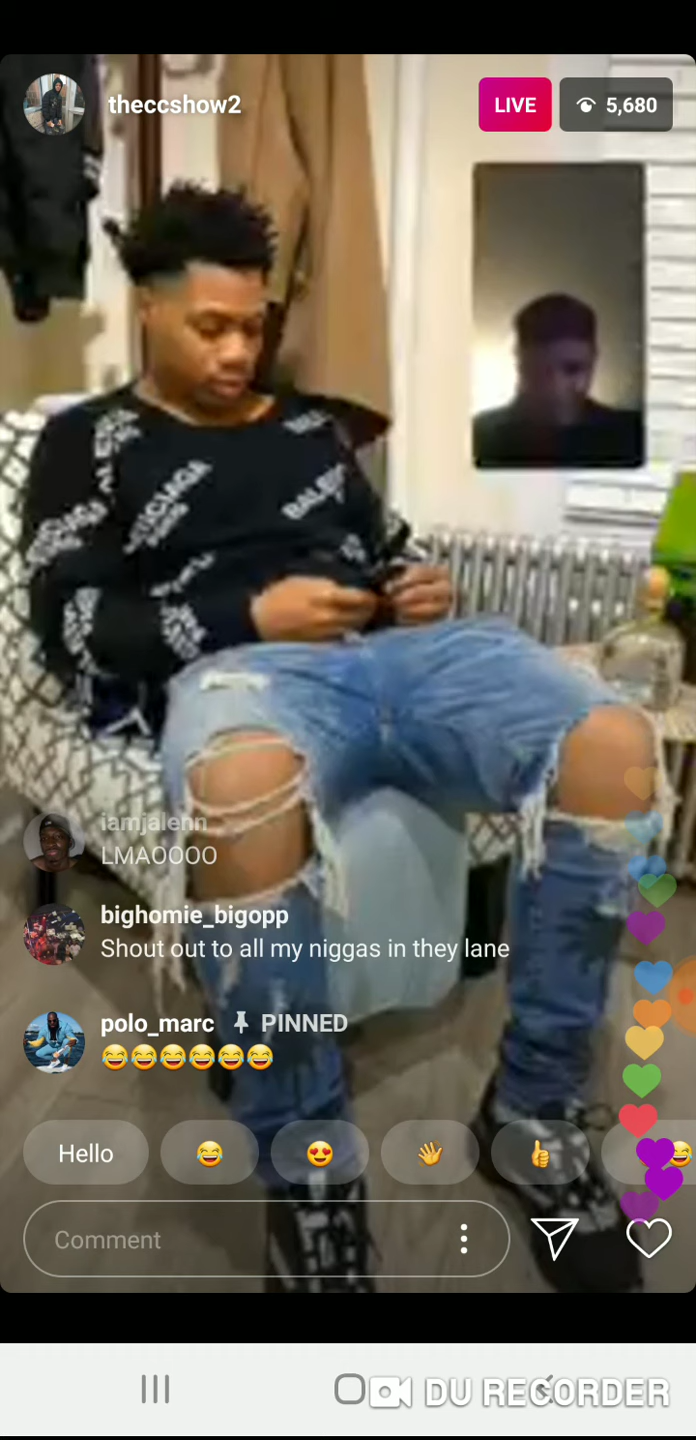 theccshow2
LIVE
5,680
BALE
iamjalenn
LMAOOOO
bighomie_bigopp
Shout out to all my niggas in they lane
polo_marc PINNED
😂😂😂😂😂😂
Hello 😂 😍 👋 👍 😂
Comment
DU RECORDER